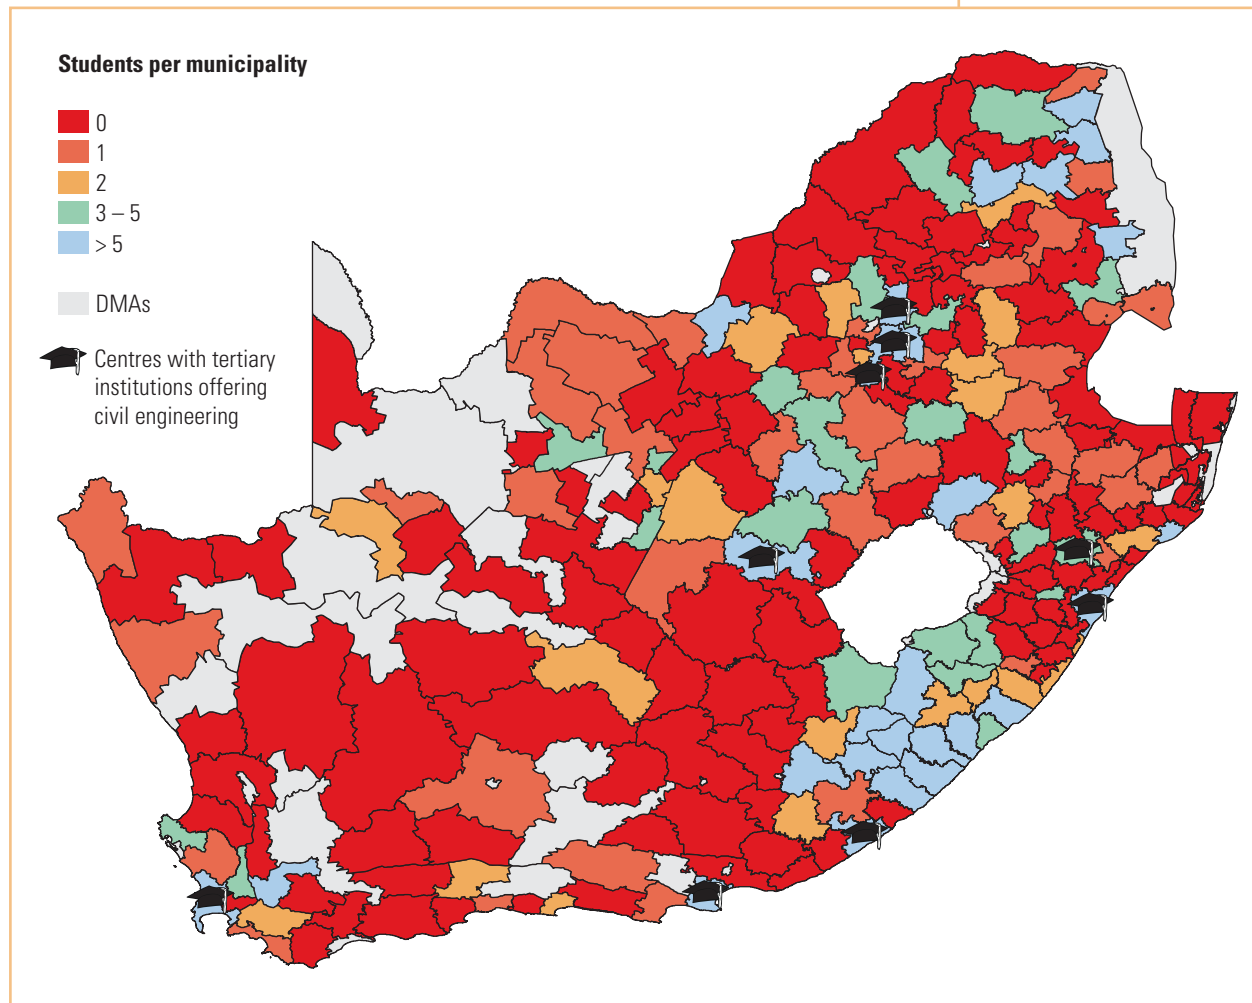 Students per municipality
0
1
2
3 – 5
> 5
DMAs
Centres with tertiary
institutions offering
civil engineering